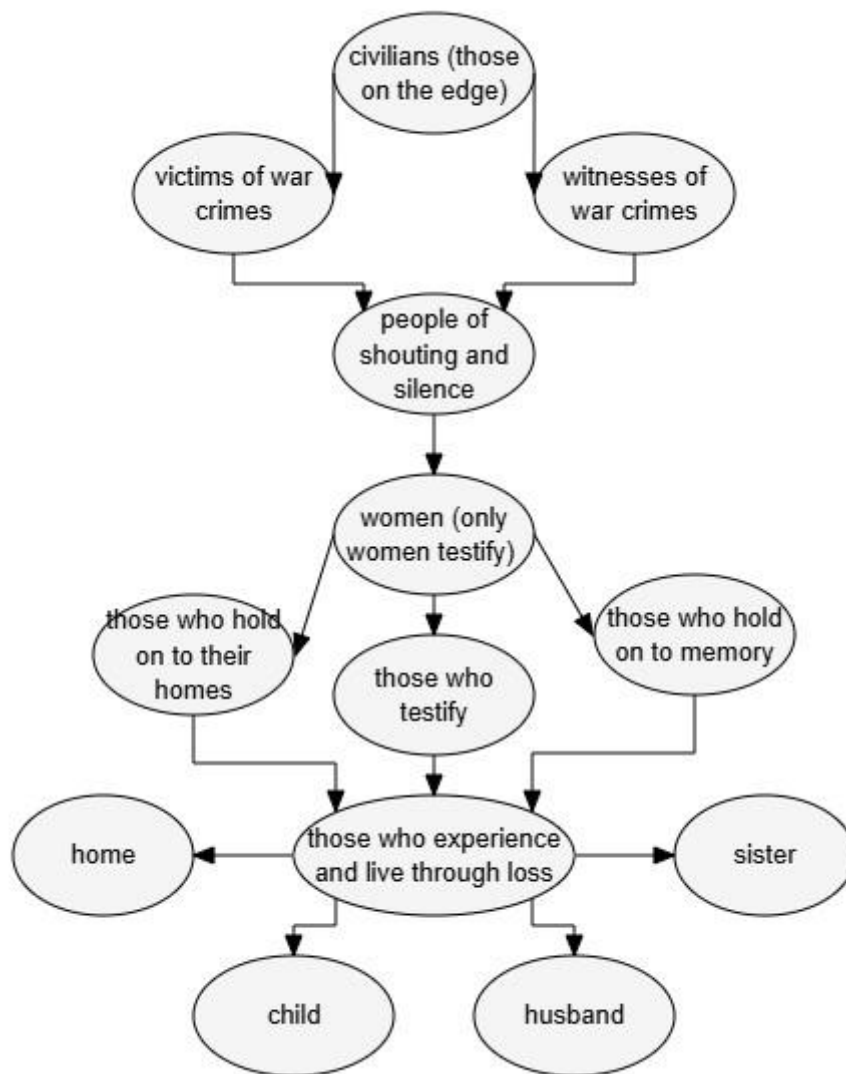 civilians (those
on the edge)
victims of war
crimes
witnesses of
war crimes
people of
shouting and
silence
women (only
women testify)
those who hold
on to their
homes
those who
testify
those who hold
on to memory
home
those who experience
and live through loss
sister
child
husband